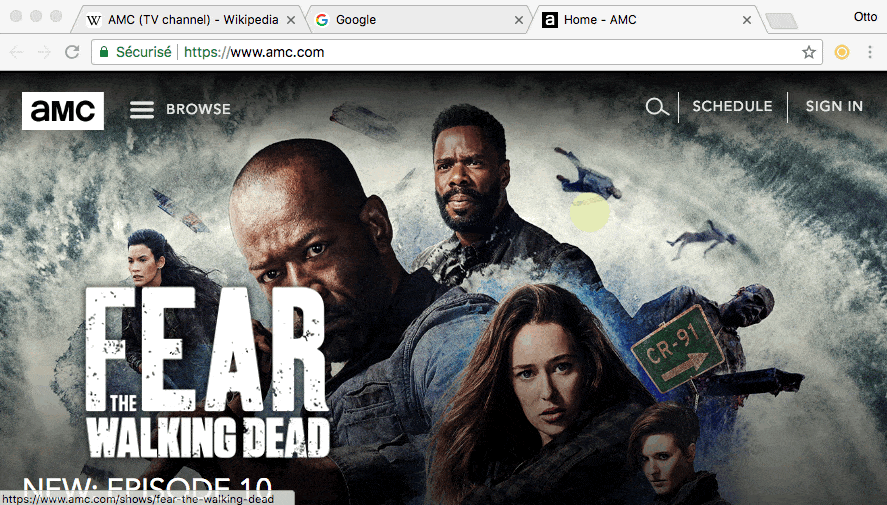 AMC (TV channel) - Wikipedia
Google
Home - AMC
Otto
Sécurisé
https://www.amc.com
aMC
BROWSE
SCHEDULE
SIGN IN
CR-91
FEAR
THE
WALKING DEAD
NEW: EPISODE 10
https://www.amc.com/shows/fear-the-walking-dead